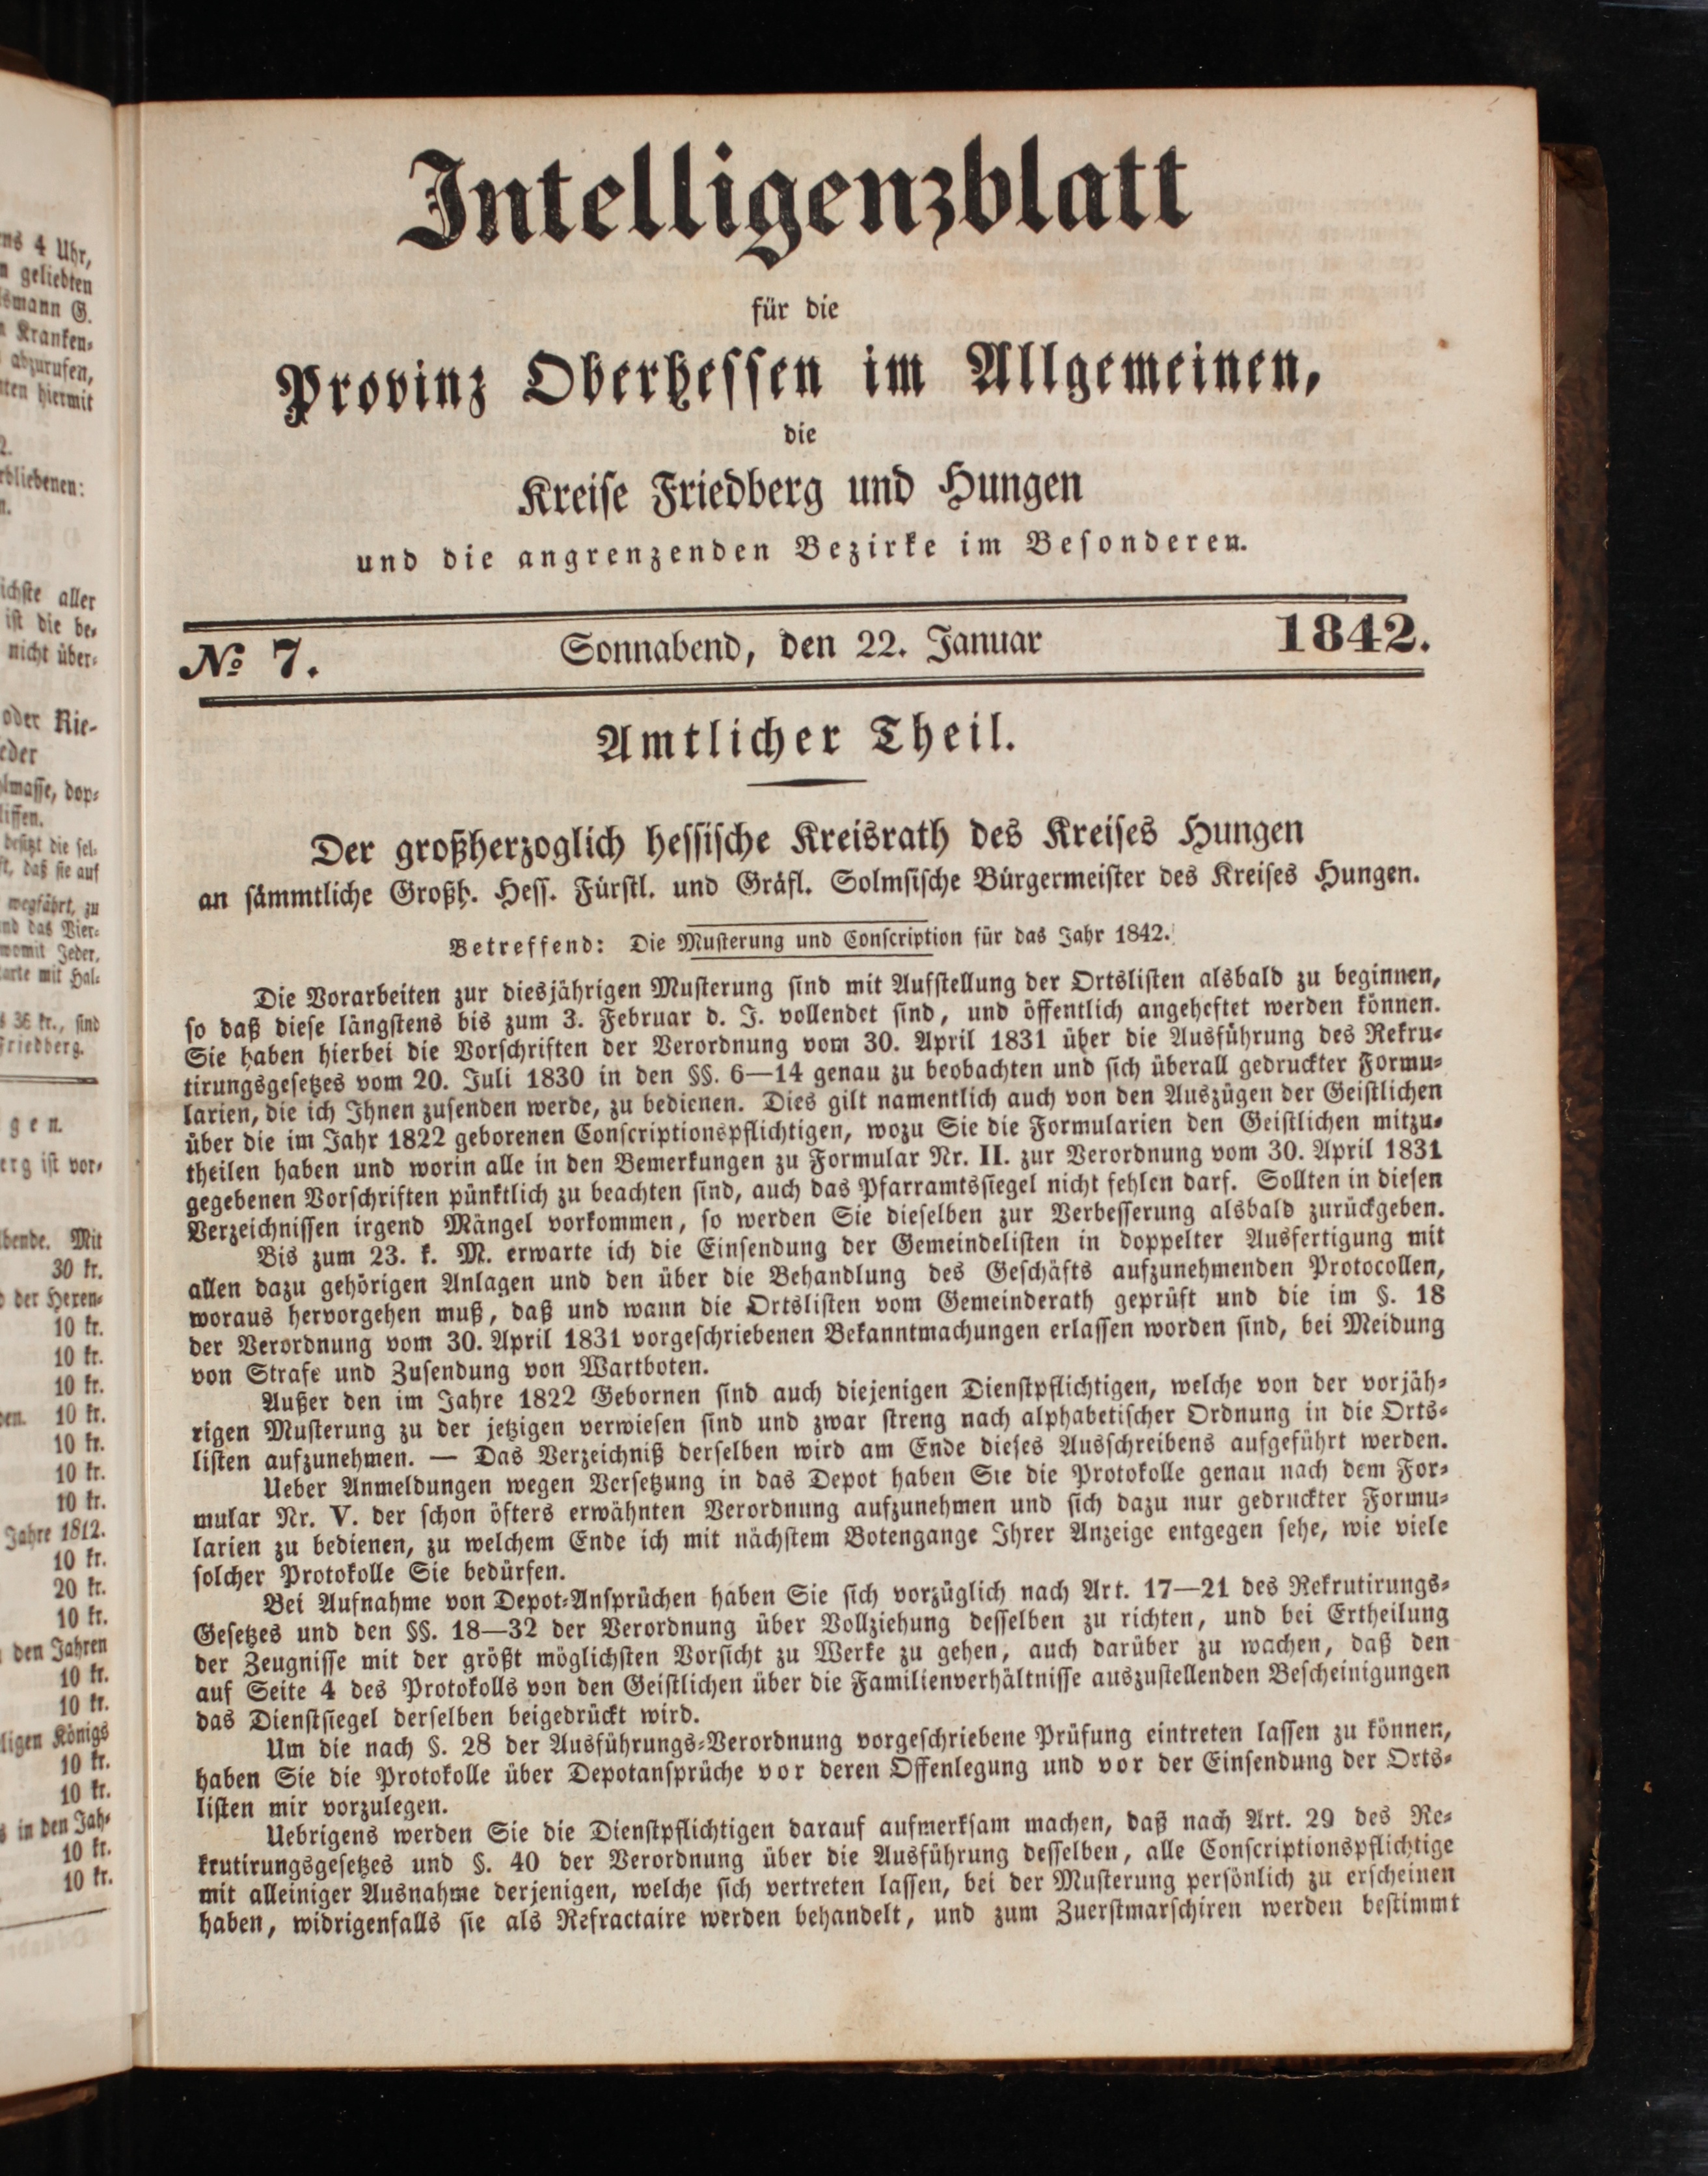 Intelligenzblatt
für die
Provinz Oberhessen im Allgemeinen,
die
Kreise Friedberg und Hungen
und die angrenzenden Bezirke im Besonderen.
№ 7. Sonnabend, den 22. Januar 1842.
Amtlicher Theil.
Der großherzoglich hessische Kreisrath des Kreises Hungen
an sämmtliche Großh. Hess. Fürstl. und Gräfl. Solmsische Bürgermeister des Kreises Hungen.
Betreffend: Die Musterung und Conscription für das Jahr 1842.
Die Vorarbeiten zur diesjährigen Musterung sind mit Aufstellung der Ortslisten alsbald zu beginnen,
so daß diese längstens bis zum 3. Februar d. J. vollendet sind, und öffentlich angeheftet werden können.
Sie haben hierbei die Vorschriften der Verordnung vom 30. April 1831 über die Ausführung des Rekru-
tirungsgesetzes vom 20. Juli 1830 in den §§. 6—14 genau zu beobachten und sich überall gedruckter Formu-
larien, die ich Ihnen zusenden werde, zu bedienen. Dies gilt namentlich auch von den Auszügen der Geistlichen
über die im Jahr 1822 geborenen Conscriptionspflichtigen, wozu Sie die Formularien den Geistlichen mitzu-
theilen haben und worin alle in den Bemerkungen zu Formular Nr. II. zur Verordnung vom 30. April 1831
gegebenen Vorschriften pünktlich zu beachten sind, auch das Pfarramtssiegel nicht fehlen darf. Sollten in diesen
Verzeichnissen irgend Mängel vorkommen, so werden Sie dieselben zur Verbesserung alsbald zurückgeben.
Bis zum 23. k. M. erwarte ich die Einsendung der Gemeindelisten in doppelter Ausfertigung mit
allen dazu gehörigen Anlagen und den über die Behandlung des Geschäfts aufzunehmenden Protocollen,
woraus hervorgehen muß, daß und wann die Ortslisten vom Gemeinderath geprüft und die im §. 18
der Verordnung vom 30. April 1831 vorgeschriebenen Bekanntmachungen erlassen worden sind, bei Meidung
von Strafe und Zusendung von Wartboten.
Außer den im Jahre 1822 Gebornen sind auch diejenigen Dienstpflichtigen, welche von der vorjäh-
rigen Musterung zu der jetzigen verwiesen sind und zwar streng nach alphabetischer Ordnung in die Orts-
listen aufzunehmen. — Das Verzeichniß derselben wird am Ende dieses Ausschreibens aufgeführt werden.
Ueber Anmeldungen wegen Versetzung in das Depot haben Sie die Protokolle genau nach dem For-
mular Nr. V. der schon öfters erwähnten Verordnung aufzunehmen und sich dazu nur gedruckter Formu-
larien zu bedienen, zu welchem Ende ich mit nächstem Botengange Ihrer Anzeige entgegen sehe, wie viele
solcher Protokolle Sie bedürfen.
Bei Aufnahme von Depot-Ansprüchen haben Sie sich vorzüglich nach Art. 17—21 des Rekrutirungs-
Gesetzes und den §§. 18—32 der Verordnung über Vollziehung desselben zu richten, und bei Ertheilung
der Zeugnisse mit der größt möglichsten Vorsicht zu Werke zu gehen, auch darüber zu wachen, daß den
auf Seite 4 des Protokolls von den Geistlichen über die Familienverhältnisse auszustellenden Bescheinigungen
das Dienstsiegel derselben beigedrückt wird.
Um die nach §. 28 der Ausführungs-Verordnung vorgeschriebene Prüfung eintreten lassen zu können,
haben Sie die Protokolle über Depotansprüche vor deren Offenlegung und vor der Einsendung der Orts-
listen mir vorzulegen.
Uebrigens werden Sie die Dienstpflichtigen darauf aufmerksam machen, daß nach Art. 29 des Re-
krutirungsgesetzes und §. 40 der Verordnung über die Ausführung desselben, alle Conscriptionspflichtige
mit alleiniger Ausnahme derjenigen, welche sich vertreten lassen, bei der Musterung persönlich zu erscheinen
haben, widrigenfalls sie als Refractaire werden behandelt, und zum Zuerstmarschiren werden bestimmt